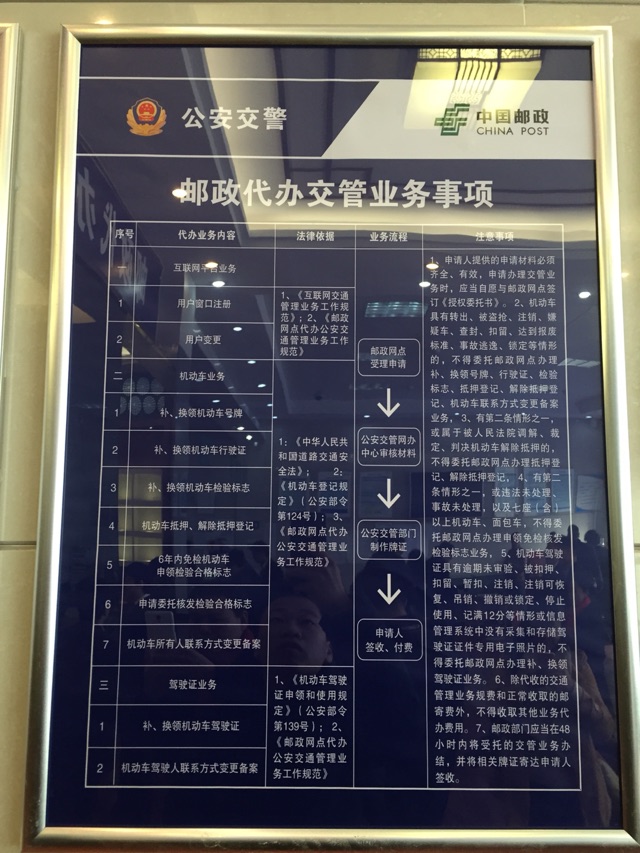 公安交警
中国邮政
CHINA POST
邮政代办交管业务事项
序号 代办业务内容 法律依据 业务流程 注意事项
一 互联网平台业务
1 用户窗口注册
2 用户变更
1、《互联网交通
管理业务工作规
范》；2、《邮政
网点代办公安交
通管理业务工作
规范》
二 机动车业务
1 补、换领机动车号牌
2 补、换领机动车行驶证
3 补、换领机动车检验标志
4 机动车抵押、解除抵押登记
5 6年内免检机动车
申领检验合格标志
6 申请委托核发检验合格标志
7 机动车所有人联系方式变更备案
1：《中华人民共
和国道路交通安
全法》； 2：
《机动车登记规
定》（公安部令
第124号）；3、
《邮政网点代办
公安交通管理业
务工作规范》
三 驾驶证业务
1 补、换领机动车驾驶证
2 机动车驾驶人联系方式变更备案
1、《机动车驾驶
证申领和使用规
定》（公安部令
第139号）；2、
《邮政网点代办
公安交通管理业
务工作规范》
邮政网点
受理申请
公安交管网办
中心审核材料
公安交管部门
制作牌证
申请人
签收、付费
1、申请人提供的申请材料必须
齐全、有效，申请办理交管业
务时，应当自愿与邮政网点签
订《授权委托书》。2、机动车
具有转出、被盗抢、注销、嫌
疑车、查封、扣留、达到报废
标准、事故逃逸、锁定等情形
的，不得委托邮政网点办理
补、换领号牌、行驶证、检验
标志、抵押登记、解除抵押登
记、机动车联系方式变更备案
业务，3、有第二条情形之一，
或属于被人民法院调解、裁
定、判决机动车解除抵押的，
不得委托邮政网点办理抵押登
记、解除抵押登记， 4、有第二
条情形之一，或违法未处理、
事故未处理，以及七座（含）
以上机动车、面包车，不得委
托邮政网点办理申领免检核发
检验标志业务， 5、机动车驾驶
证具有逾期未审验、被扣押、
扣留、暂扣、注销、注销可恢
复、吊销、撤销或锁定、停止
使用、记满12分等情形或信息
管理系统中没有采集和存储驾
驶证证件专用电子照片的，不
得委托邮政网点办理补、换领
驾驶证业务。 6、除代收的交通
管理业务规费和正常收取的邮
寄费外，不得收取其他业务代
办费用。7、邮政部门应当在48
小时内将受托的交管业务办
结，并将相关牌证寄达申请人
签收。